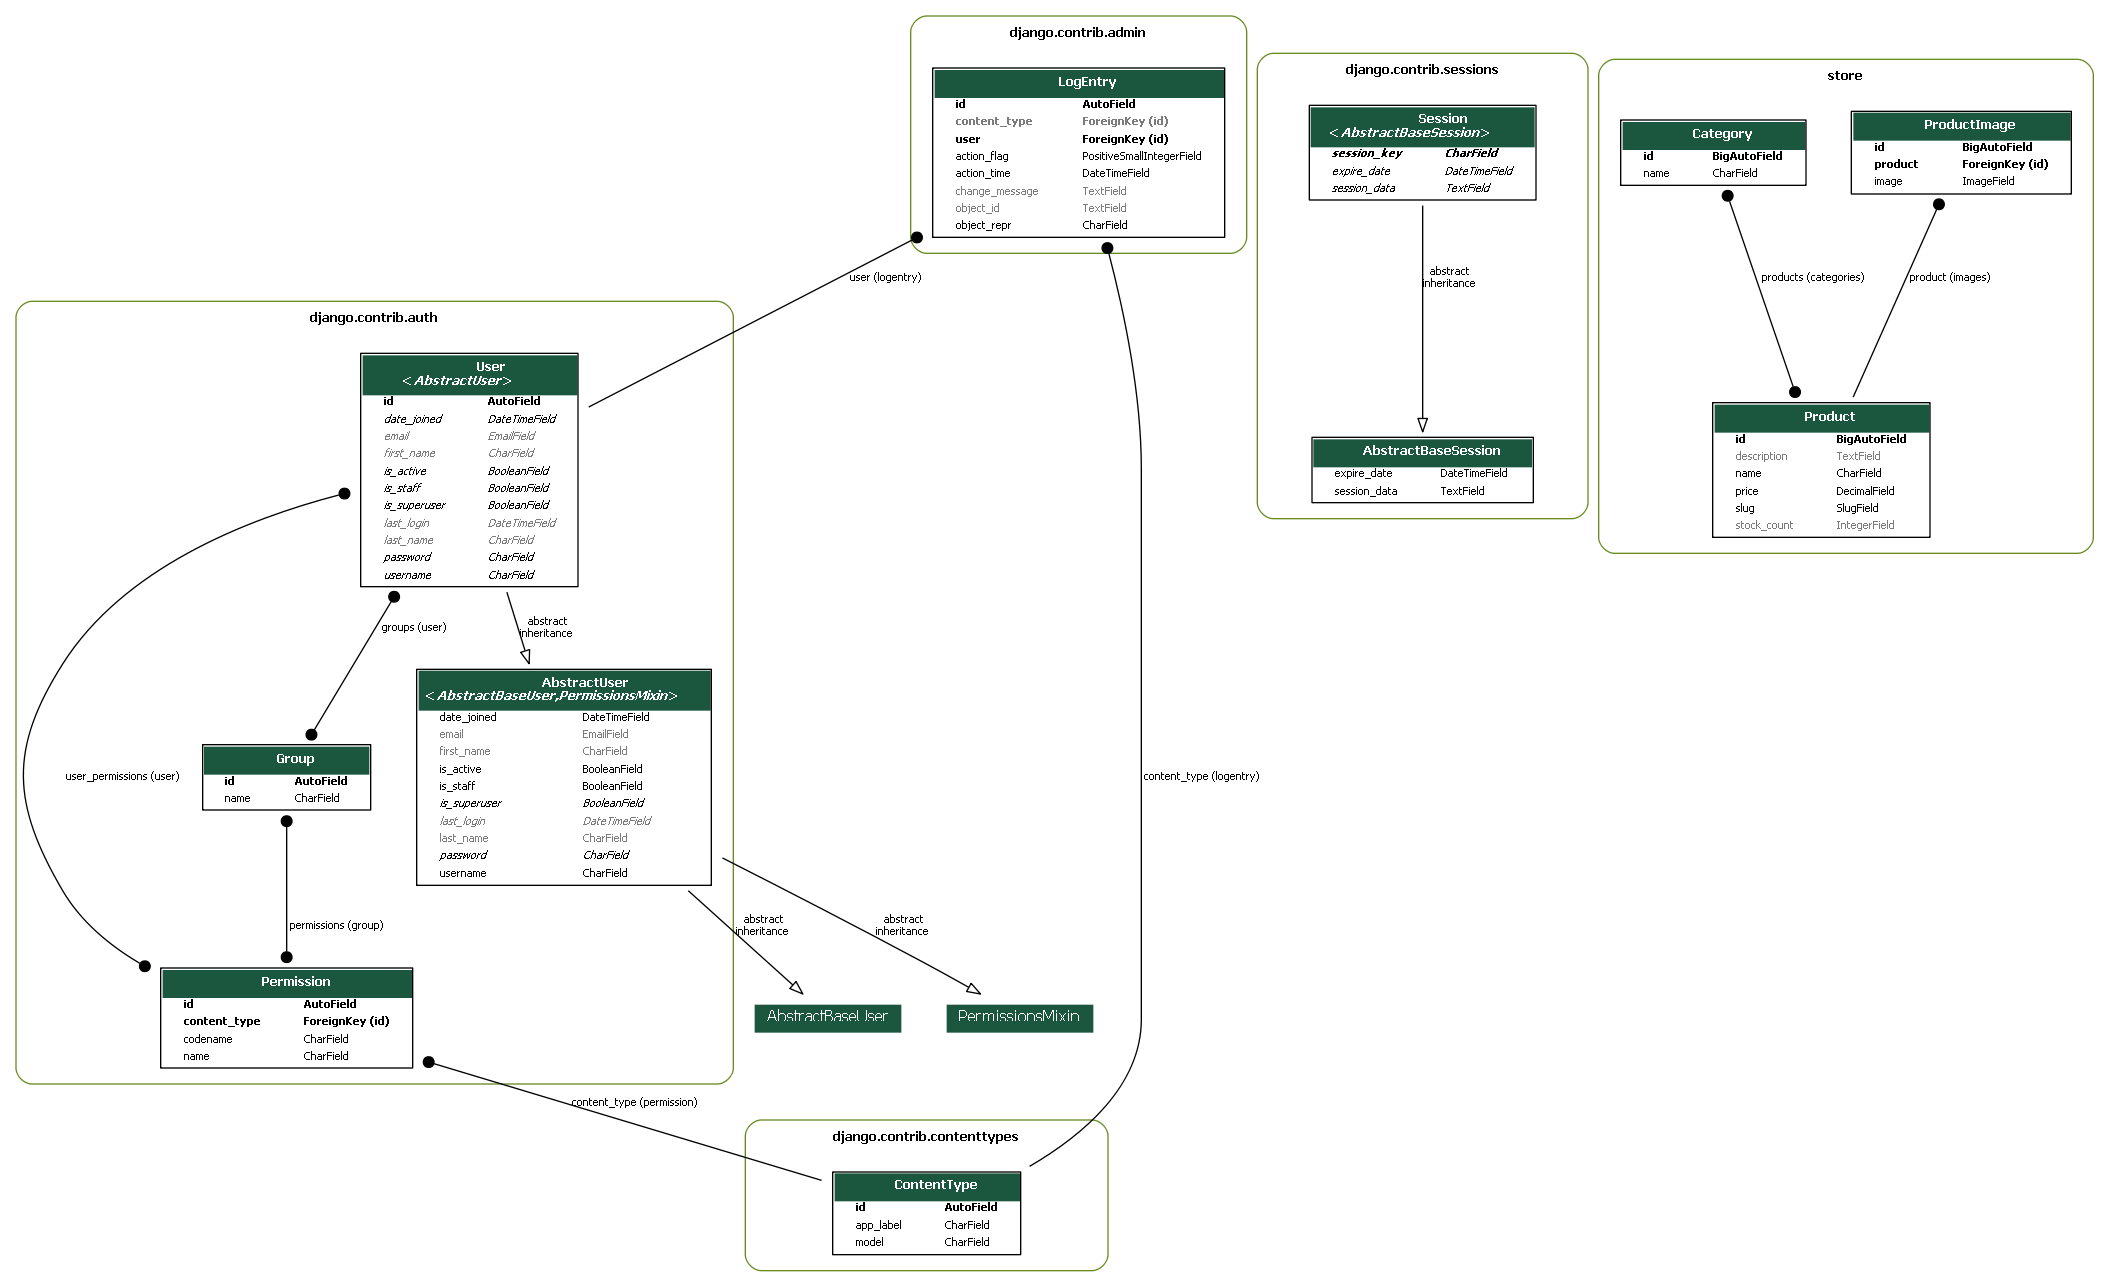 django.contrib.admin
LogEntry
id AutoField
content_type ForeignKey (id)
user ForeignKey (id)
action_flag PositiveSmallIntegerField
action_time DateTimeField
change_message TextField
object_id TextField
object_repr CharField
django.contrib.sessions
Session
<AbstractBaseSession>
session_key CharField
expire_date DateTimeField
session_data TextField
abstract
inheritance
AbstractBaseSession
expire_date DateTimeField
session_data TextField
store
Category
id BigAutoField
name CharField
ProductImage
id BigAutoField
product ForeignKey (id)
image ImageField
products (categories)
product (images)
Product
id BigAutoField
description TextField
name CharField
price DecimalField
slug SlugField
stock_count IntegerField
user (logentry)
django.contrib.auth
User
<AbstractUser>
id AutoField
date_joined DateTimeField
email EmailField
first_name CharField
is_active BooleanField
is_staff BooleanField
is_superuser BooleanField
last_login DateTimeField
last_name CharField
password CharField
username CharField
groups (user)
abstract
inheritance
AbstractUser
<AbstractBaseUser,PermissionsMixin>
date_joined DateTimeField
email EmailField
first_name CharField
is_active BooleanField
is_staff BooleanField
is_superuser BooleanField
last_login DateTimeField
last_name CharField
password CharField
username CharField
user_permissions (user)
Group
id AutoField
name CharField
content_type (logentry)
permissions (group)
abstract
inheritance
abstract
inheritance
Permission
id AutoField
content_type ForeignKey (id)
codename CharField
name CharField
AbstractBaseUser
PermissionsMixin
content_type (permission)
django.contrib.contenttypes
ContentType
id AutoField
app_label CharField
model CharField